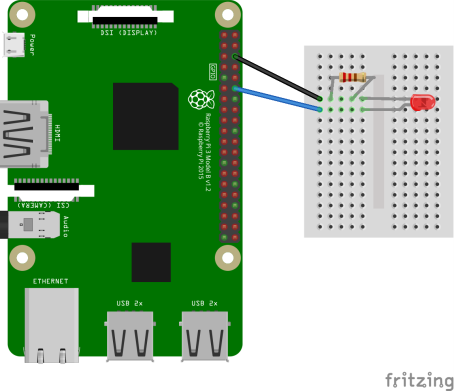 DSI (DISPLAY)
Power
GPIO
HDMI
Raspberry Pi 3 Model B v1.2
© Raspberry Pi 2015
CSI (CAMERA)
Audio
ETHERNET
USB 2x
USB 2x
fritzing